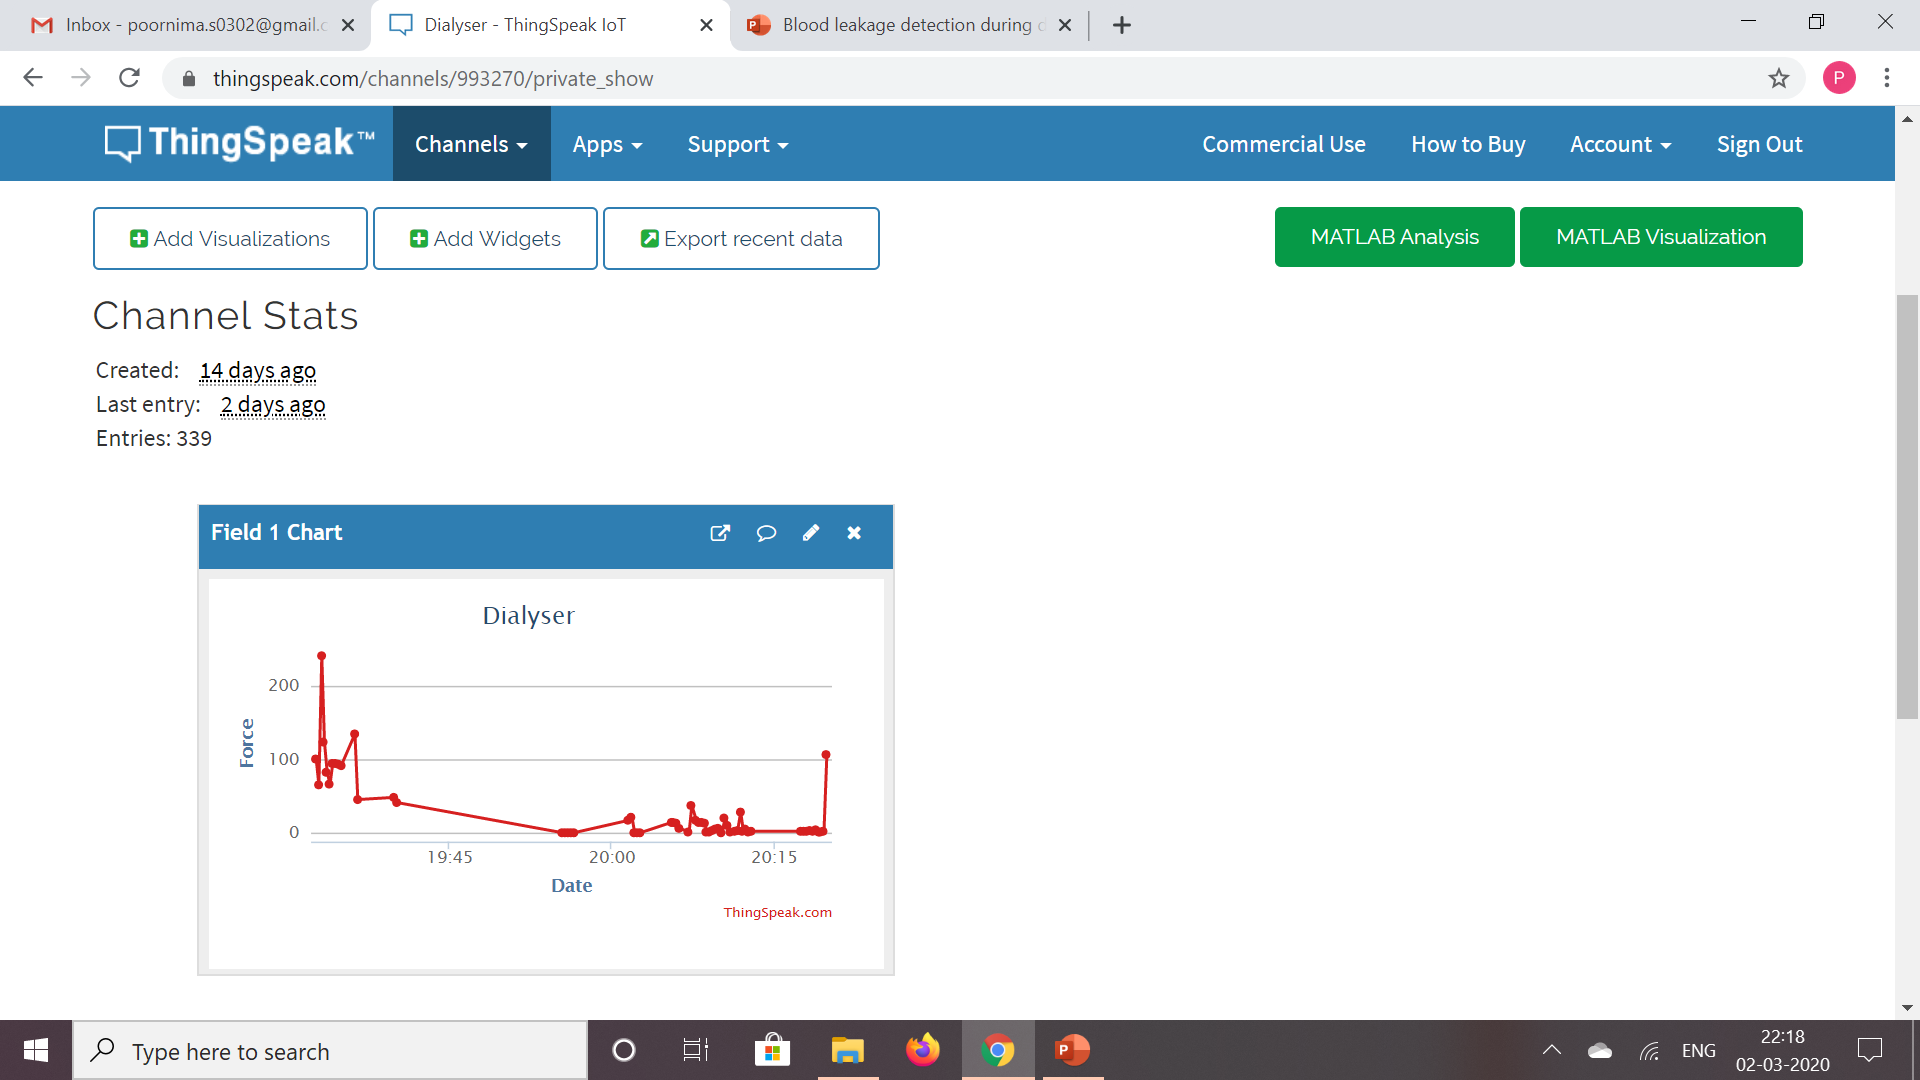 Inbox - poornima.s0302@gmail.c
Dialyser - ThingSpeak IoT
Blood leakage detection during d
thingspeak.com/channels/993270/private_show
P
ThingSpeak™
Channels
Apps
Support
Commercial Use
How to Buy
Account
Sign Out
Add Visualizations
Add Widgets
Export recent data
MATLAB Analysis
MATLAB Visualization
Channel Stats
Created: 14 days ago
Last entry: 2 days ago
Entries: 339
Field 1 Chart
Dialyser
Force
200
100
0
19:45
20:00
20:15
Date
ThingSpeak.com
Type here to search
ENG
22:18
02-03-2020